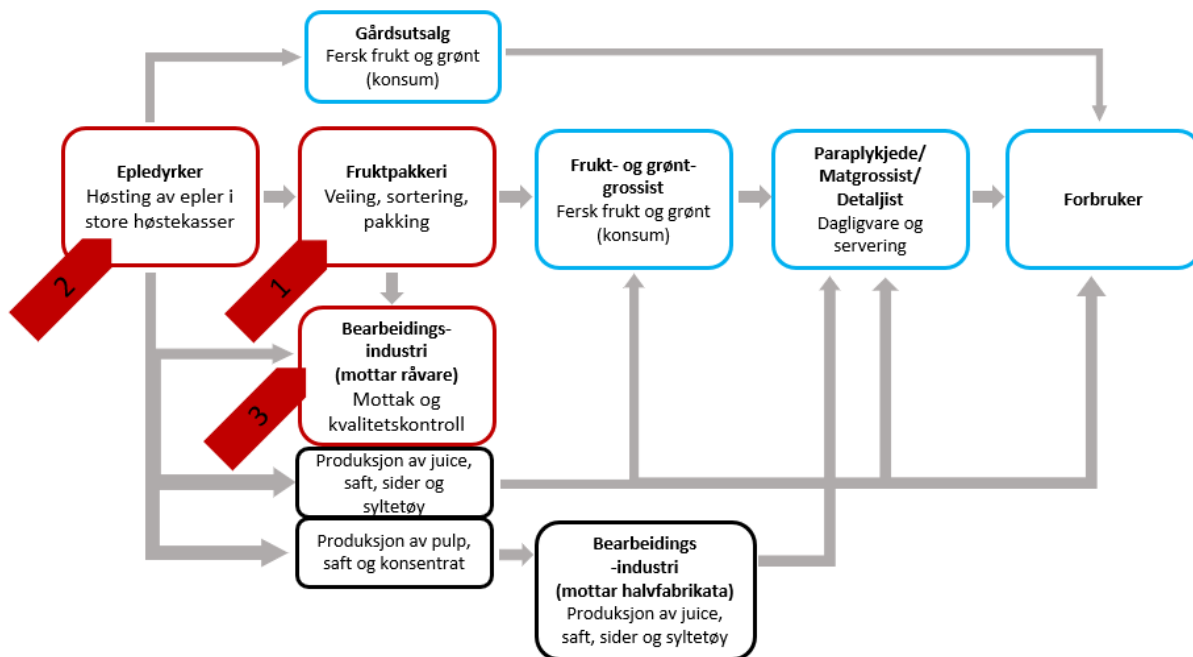 Gårdsutsalg
Fersk frukt og grønt
(konsum)
Epledyrker
Høsting av epler i
store høstekasser
Fruktpakkeri
Veiing, sortering,
pakking
Frukt- og grønt-
grossist
Fersk frukt og grønt
(konsum)
Paraplykjede/
Matgrossist/
Detaljist
Dagligvare og
servering
Forbruker
2
1
Bearbeidings-
industri
(mottar råvare)
Mottak og
kvalitetskontroll
3
Produksjon av juice,
saft, sider og
syltetøy
Produksjon av pulp,
saft og konsentrat
Bearbeidings
-industri
(mottar halvfabrikata)
Produksjon av juice,
saft, sider og syltetøy